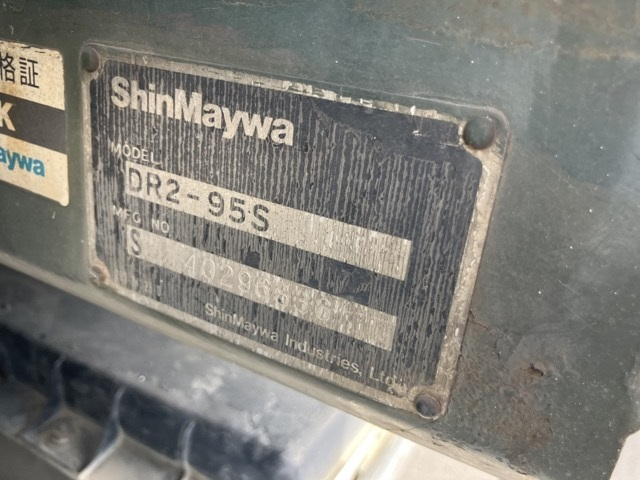 格証
K
aywa
ShinMaywa
MODEL
DR2-95S
MFG NO
S
ShinMaywa Industries, Ltd.